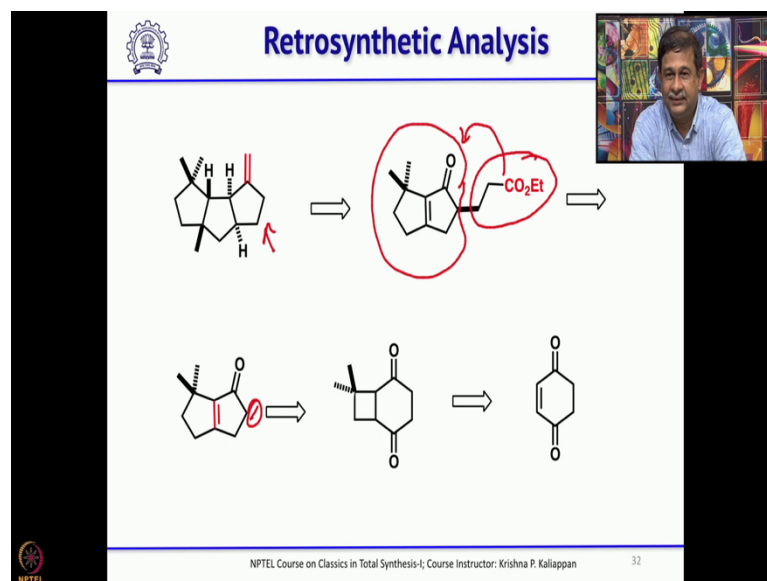 Retrosynthetic Analysis
H H
H
O
CO2Et
O
O
O
O
O
NPTEL Course on Classics in Total Synthesis-I; Course Instructor: Krishna P. Kaliappan
32
NPTEL